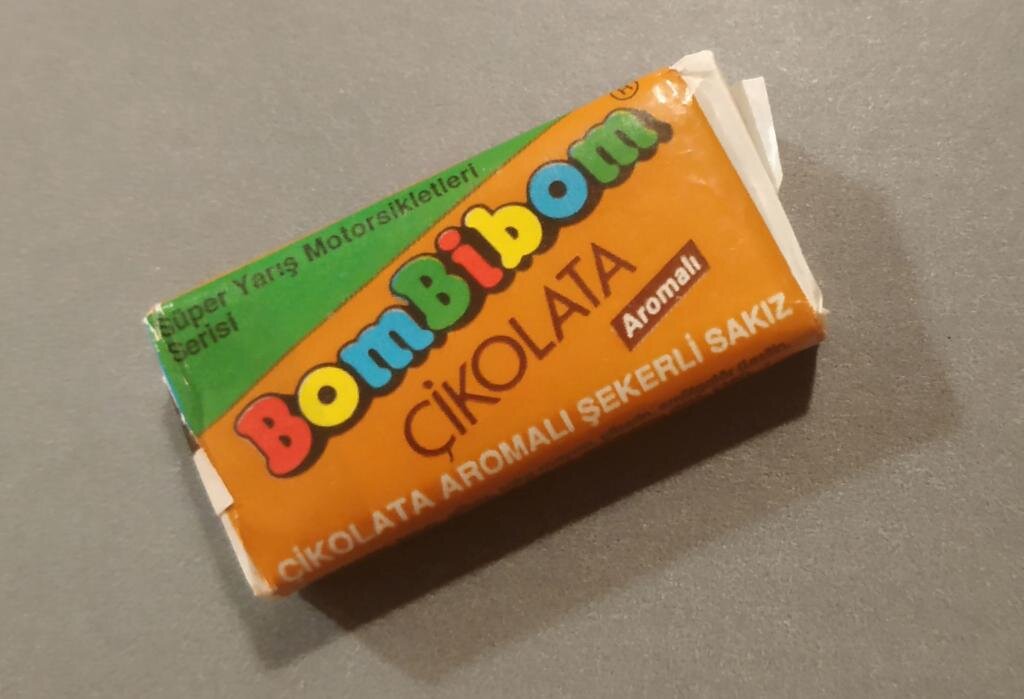 Süper Yarış Motorsikletleri
Serisi
BomBibom®
ÇİKOLATA
Aromalı
ÇİKOLATA AROMALI ŞEKERLİ SAKIZ